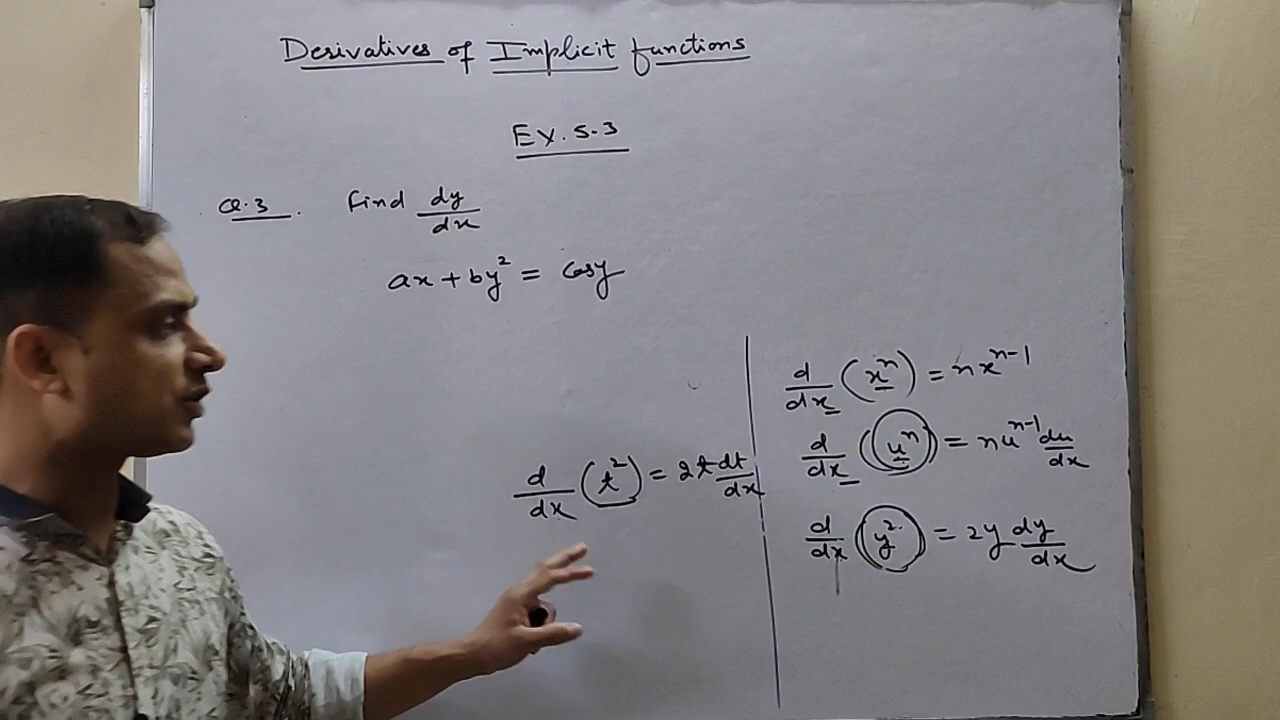 Derivatives of Implicit functions
Ex. 5.3
Q.3. Find dy/dx
ax + by² = cosy
d/dx (t²) = 2t dt/dx
d/dx (xⁿ) = nxⁿ⁻¹
d/dx (uⁿ) = nuⁿ⁻¹ du/dx
d/dx (y²) = 2y dy/dx